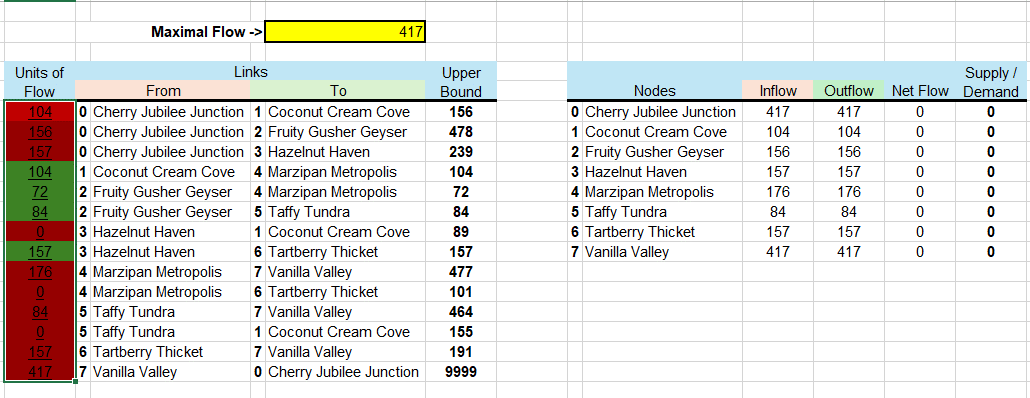 Maximal Flow -> 417
Units of Links Upper Supply /
Flow From To Bound Nodes Inflow Outflow Net Flow Demand
104 0 Cherry Jubilee Junction 1 Coconut Cream Cove 156 0 Cherry Jubilee Junction 417 417 0 0
156 0 Cherry Jubilee Junction 2 Fruity Gusher Geyser 478 1 Coconut Cream Cove 104 104 0 0
157 0 Cherry Jubilee Junction 3 Hazelnut Haven 239 2 Fruity Gusher Geyser 156 156 0 0
104 1 Coconut Cream Cove 4 Marzipan Metropolis 104 3 Hazelnut Haven 157 157 0 0
72 2 Fruity Gusher Geyser 4 Marzipan Metropolis 72 4 Marzipan Metropolis 176 176 0 0
84 2 Fruity Gusher Geyser 5 Taffy Tundra 84 5 Taffy Tundra 84 84 0 0
0 3 Hazelnut Haven 1 Coconut Cream Cove 89 6 Tartberry Thicket 157 157 0 0
157 3 Hazelnut Haven 6 Tartberry Thicket 157 7 Vanilla Valley 417 417 0 0
176 4 Marzipan Metropolis 7 Vanilla Valley 477
0 4 Marzipan Metropolis 6 Tartberry Thicket 101
84 5 Taffy Tundra 7 Vanilla Valley 464
0 5 Taffy Tundra 1 Coconut Cream Cove 155
157 6 Tartberry Thicket 7 Vanilla Valley 191
417 7 Vanilla Valley 0 Cherry Jubilee Junction 9999